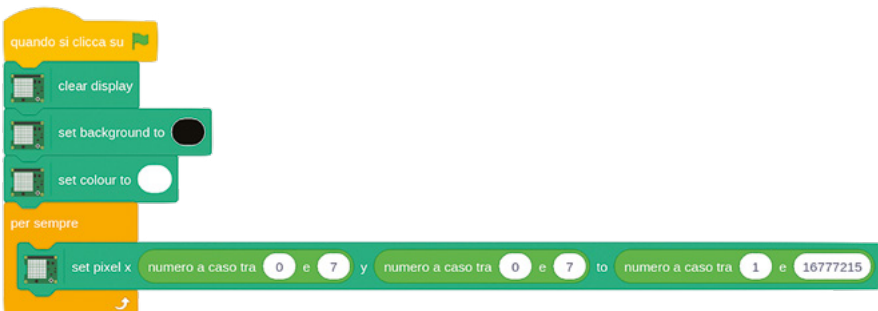 quando si clicca su
clear display
set background to
set colour to
per sempre
set pixel x numero a caso tra 0 e 7 y numero a caso tra 0 e 7 to numero a caso tra 1 e 16777215